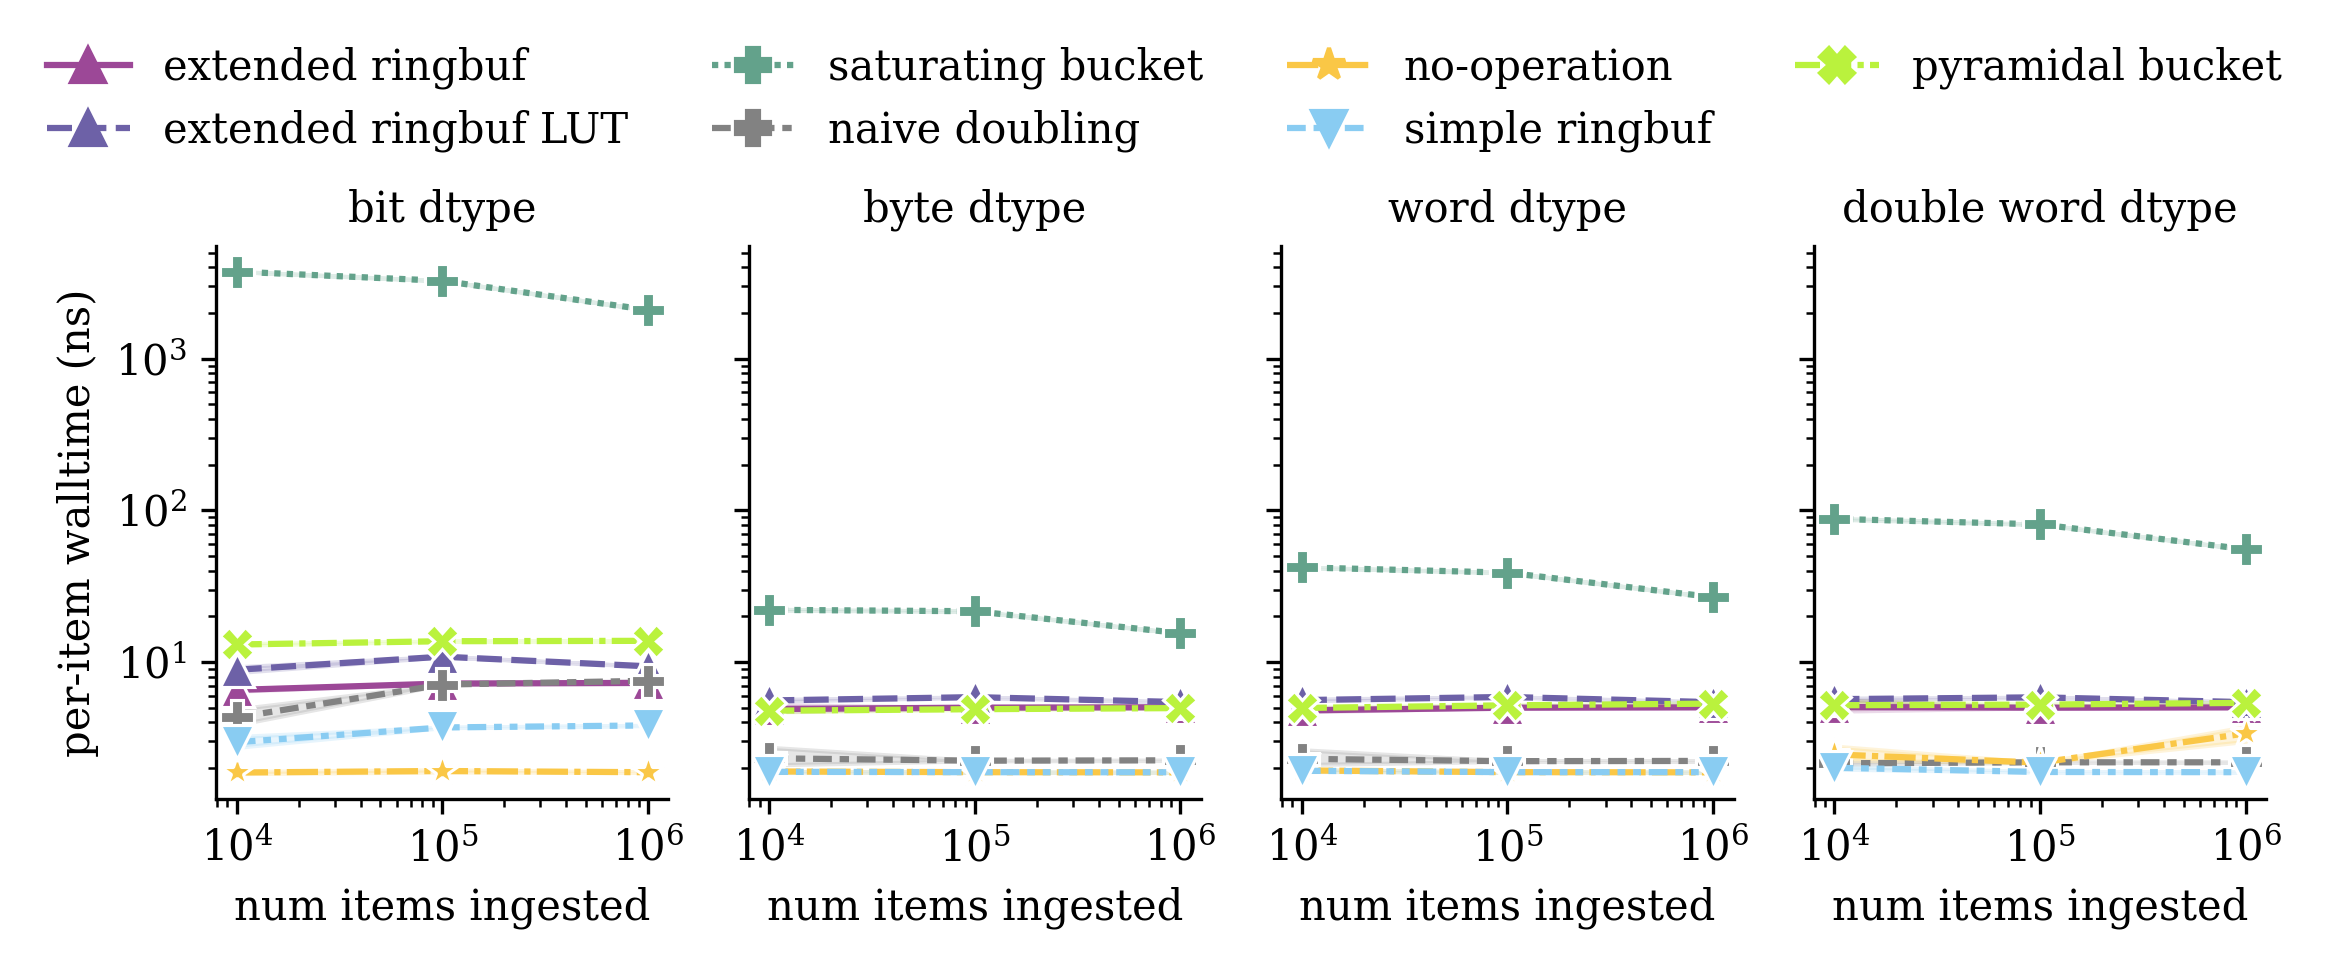 extended ringbuf
extended ringbuf LUT
saturating bucket
naive doubling
no-operation
simple ringbuf
pyramidal bucket
bit dtype
byte dtype
word dtype
double word dtype
per-item walltime (ns)
10³
10²
10¹
10⁴ 10⁵ 10⁶
10⁴ 10⁵ 10⁶
10⁴ 10⁵ 10⁶
10⁴ 10⁵ 10⁶
num items ingested
num items ingested
num items ingested
num items ingested